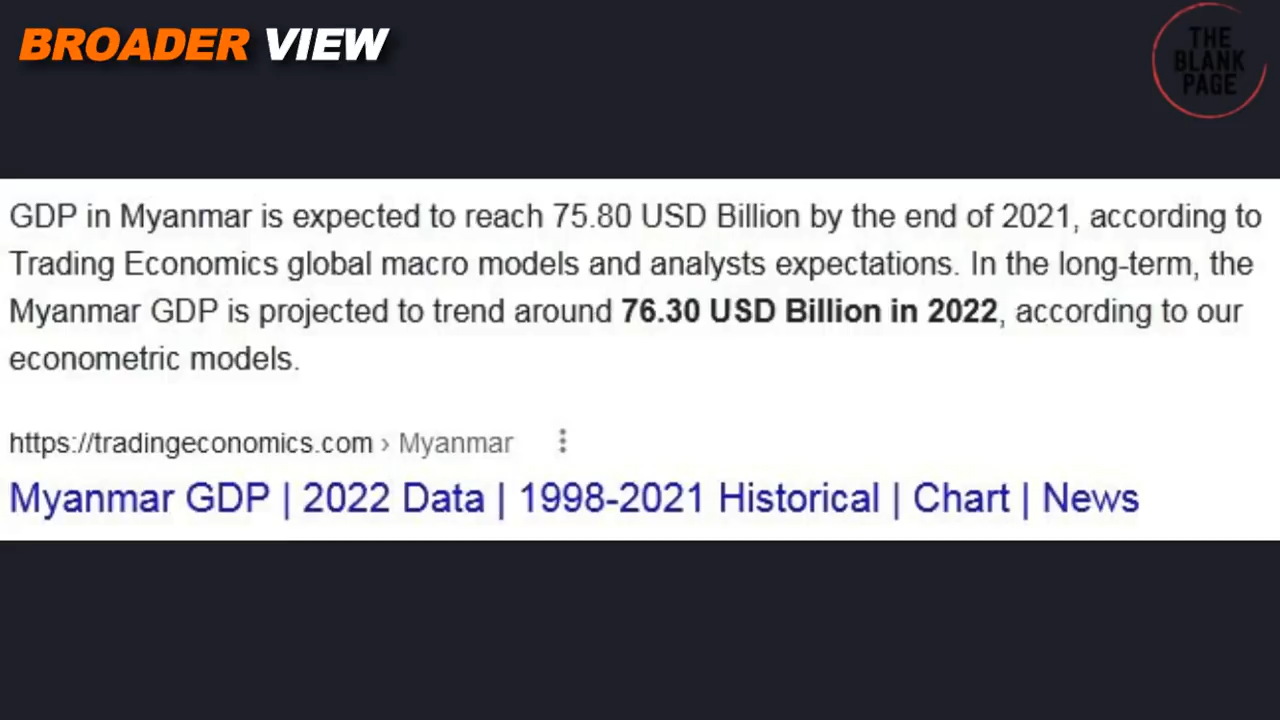 BROADER VIEW
THE
BLANK
PAGE
GDP in Myanmar is expected to reach 75.80 USD Billion by the end of 2021, according to
Trading Economics global macro models and analysts expectations. In the long-term, the
Myanmar GDP is projected to trend around 76.30 USD Billion in 2022, according to our
econometric models.
https://tradingeconomics.com › Myanmar
Myanmar GDP | 2022 Data | 1998-2021 Historical | Chart | News